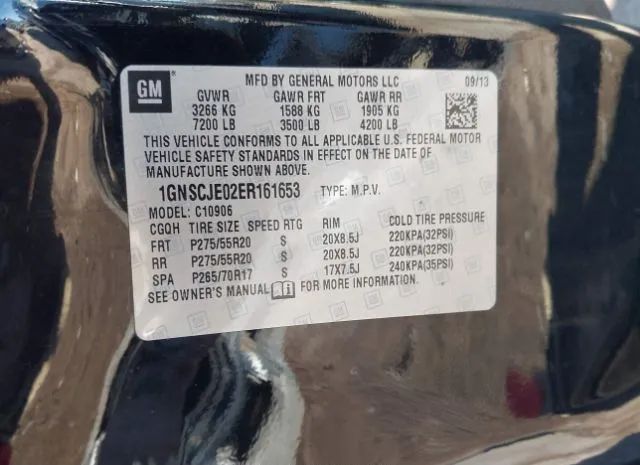 GM
MFD BY GENERAL MOTORS LLC 09/13
GVWR GAWR FRT GAWR RR
3266 KG 1588 KG 1905 KG
7200 LB 3500 LB 4200 LB
THIS VEHICLE CONFORMS TO ALL APPLICABLE U.S. FEDERAL MOTOR
VEHICLE SAFETY STANDARDS IN EFFECT ON THE DATE OF
MANUFACTURE SHOWN ABOVE.
1GNSCJE02ER161653 TYPE: M.P.V.
MODEL: C10906
CGQH TIRE SIZE SPEED RTG RIM COLD TIRE PRESSURE
FRT P275/55R20 S 20X8.5J 220KPA(32PSI)
RR P275/55R20 S 20X8.5J 220KPA(32PSI)
SPA P265/70R17 S 17X7.5J 240KPA(35PSI)
SEE OWNER'S MANUAL FOR MORE INFORMATION.